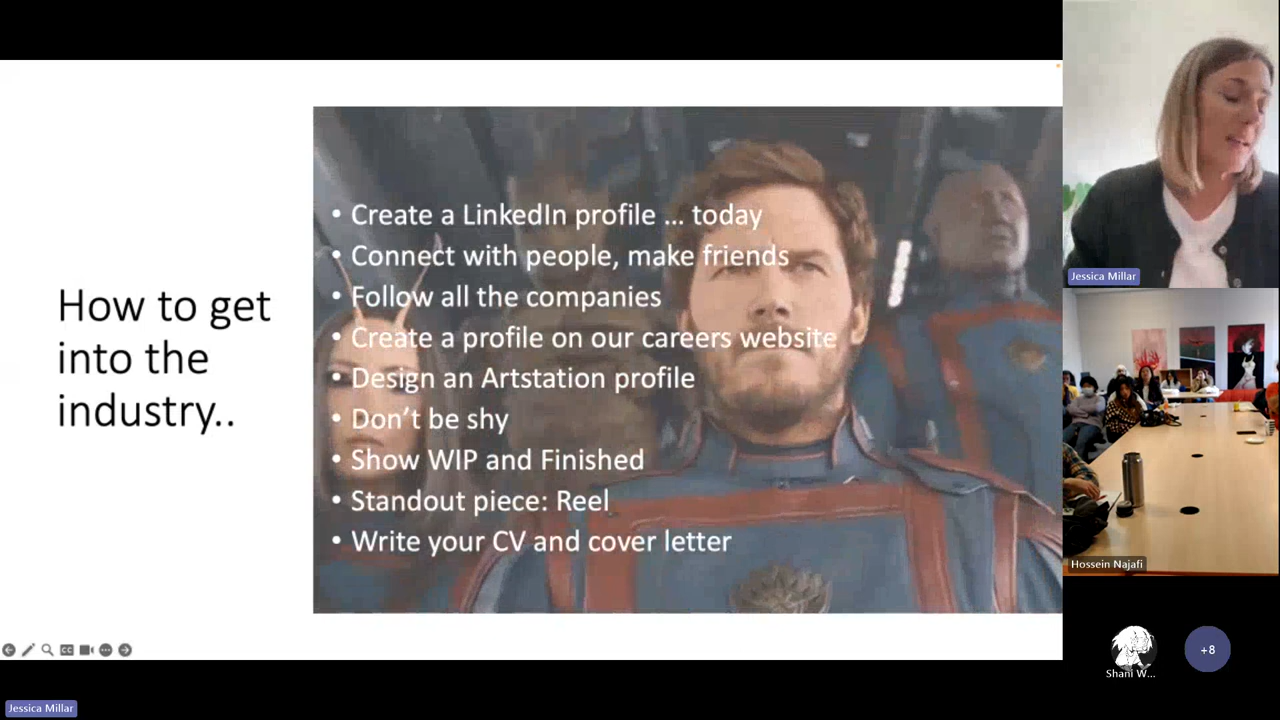 How to get
into the
industry..
• Create a LinkedIn profile ... today
• Connect with people, make friends
• Follow all the companies
• Create a profile on our careers website
• Design an Artstation profile
• Don't be shy
• Show WIP and Finished
• Standout piece: Reel
• Write your CV and cover letter
Jessica Millar
Hossein Najafi
Shani W...
+8
CC
Jessica Millar